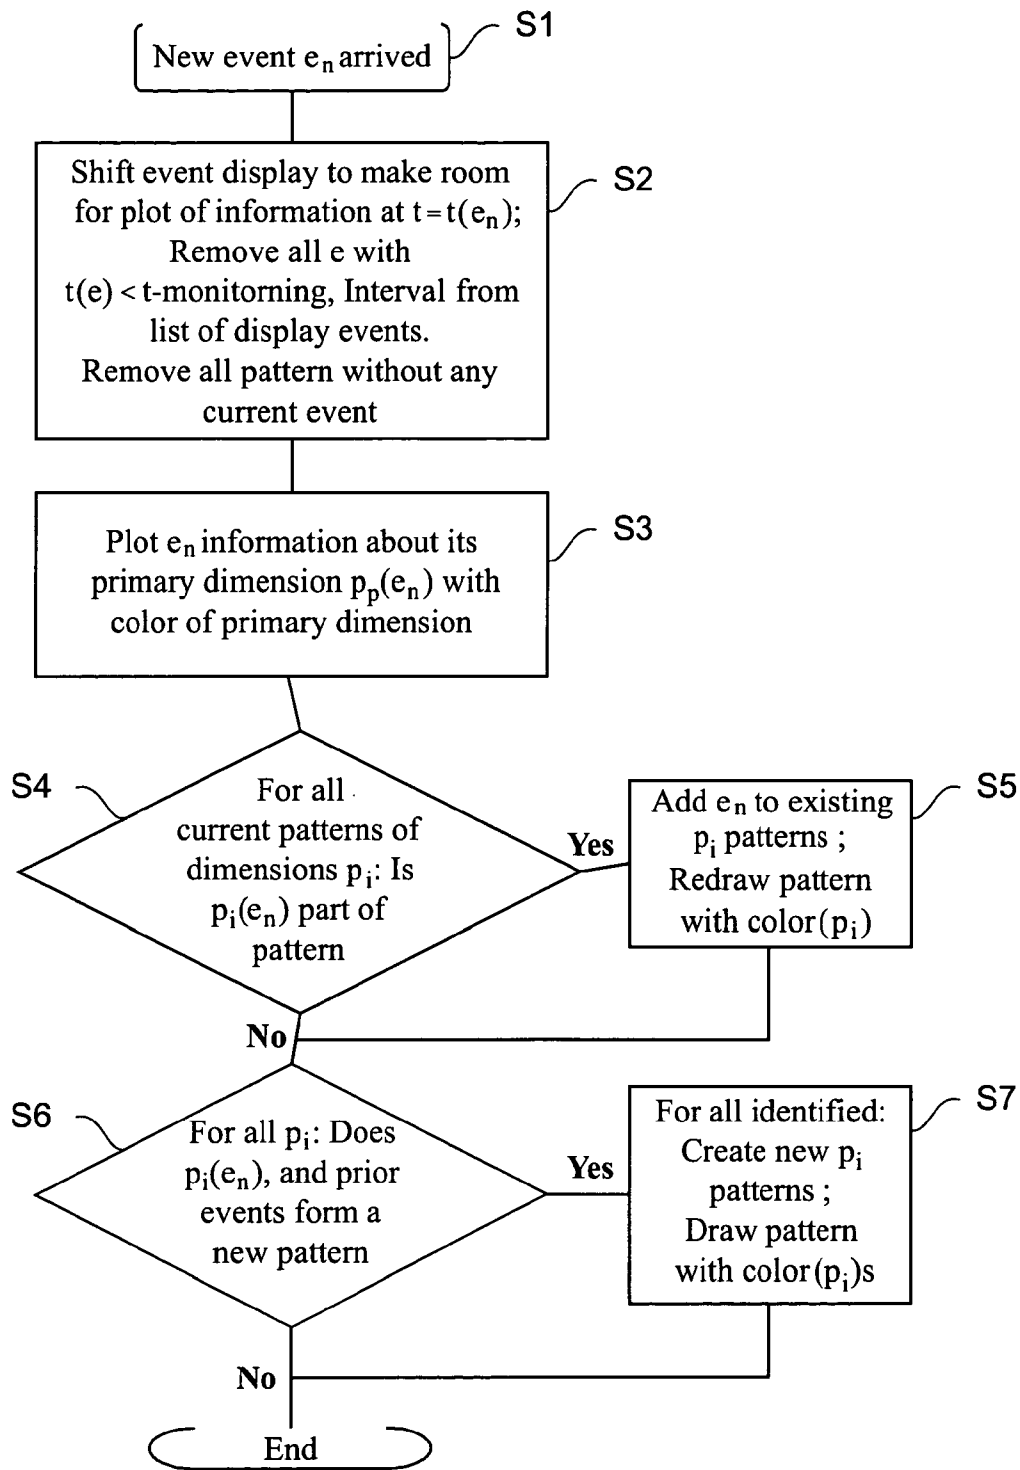 S1
New event eₙ arrived
S2
Shift event display to make room
for plot of information at t = t(eₙ);
Remove all e with
t(e) < t-monitorning, Interval from
list of display events.
Remove all pattern without any
current event
S3
Plot eₙ information about its
primary dimension pₚ(eₙ) with
color of primary dimension
S4
For all
current patterns of
dimensions pᵢ: Is
pᵢ(eₙ) part of
pattern
Yes
S5
Add eₙ to existing
pᵢ patterns ;
Redraw pattern
with color(pᵢ)
No
S6
For all pᵢ: Does
pᵢ(eₙ), and prior
events form a
new pattern
Yes
S7
For all identified:
Create new pᵢ
patterns ;
Draw pattern
with color(pᵢ)s
No
End